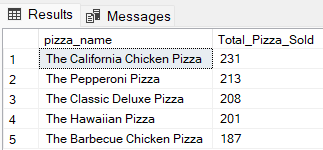 Results Messages
pizza_name Total_Pizza_Sold
1 The California Chicken Pizza 231
2 The Pepperoni Pizza 213
3 The Classic Deluxe Pizza 208
4 The Hawaiian Pizza 201
5 The Barbecue Chicken Pizza 187